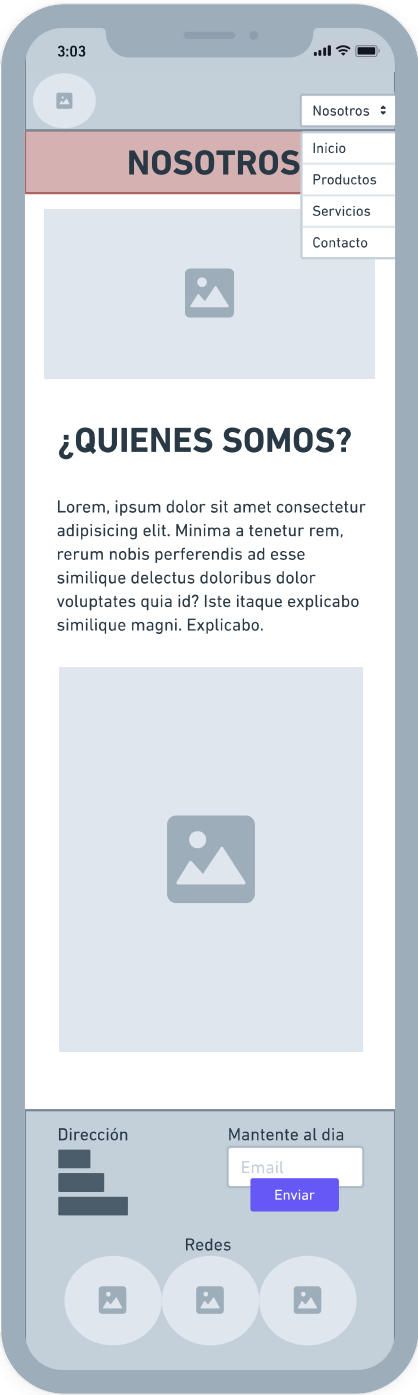 3:03
Nosotros
Inicio
Productos
Servicios
Contacto
NOSOTROS
¿QUIENES SOMOS?
Lorem, ipsum dolor sit amet consectetur
adipisicing elit. Minima a tenetur rem,
rerum nobis perferendis ad esse
similique delectus doloribus dolor
voluptates quia id? Iste itaque explicabo
similique magni. Explicabo.
Dirección
Mantente al dia
Email
Enviar
Redes